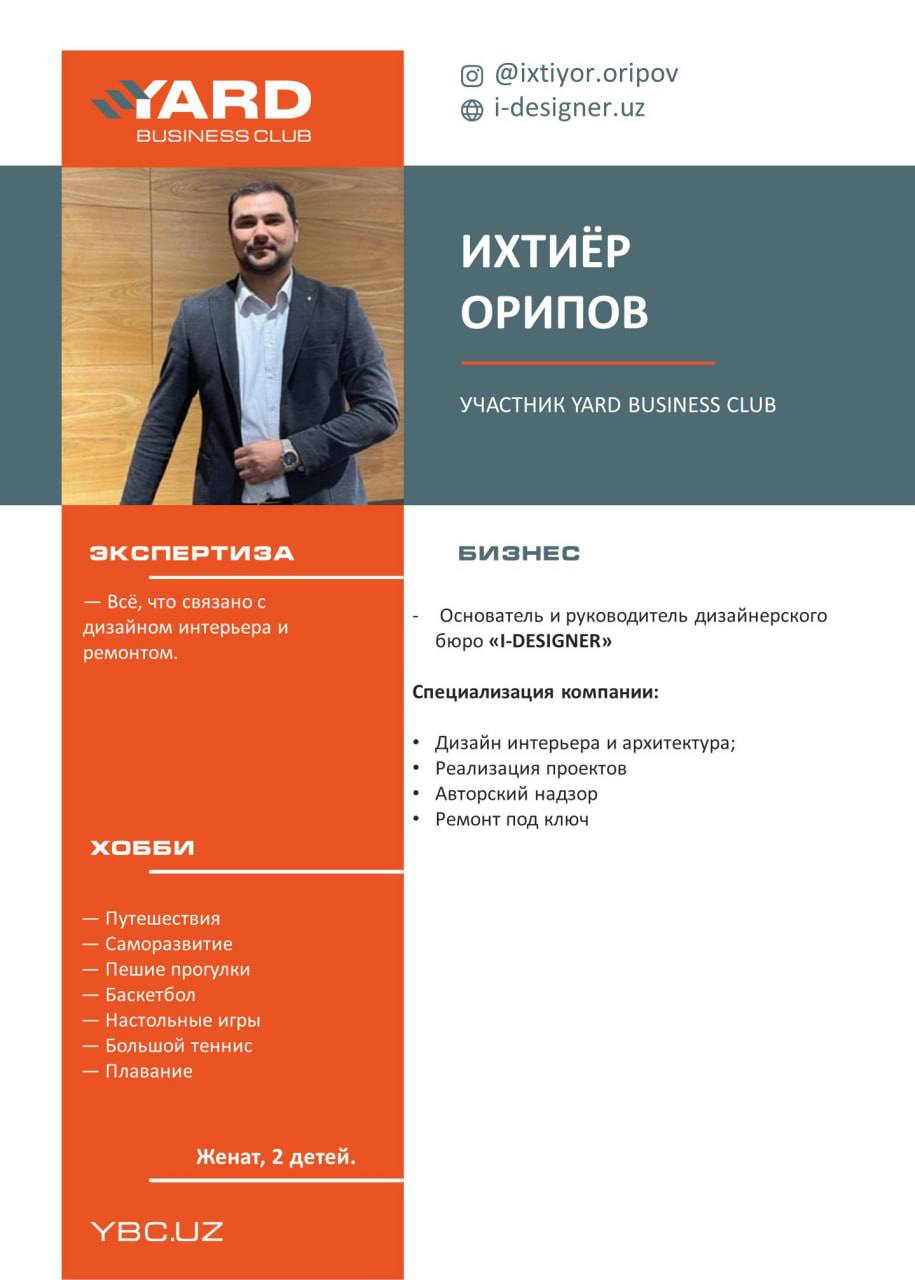 YARD
BUSINESS CLUB
@ixtiyor.oripov
i-designer.uz
ИХТИЁР
ОРИПОВ
УЧАСТНИК YARD BUSINESS CLUB
ЭКСПЕРТИЗА
— Всё, что связано с
дизайном интерьера и
ремонтом.
ХОББИ
— Путешествия
— Саморазвитие
— Пешие прогулки
— Баскетбол
— Настольные игры
— Большой теннис
— Плавание
Женат, 2 детей.
YBC.UZ
БИЗНЕС
- Основатель и руководитель дизайнерского
бюро «I-DESIGNER»
Специализация компании:
• Дизайн интерьера и архитектура;
• Реализация проектов
• Авторский надзор
• Ремонт под ключ